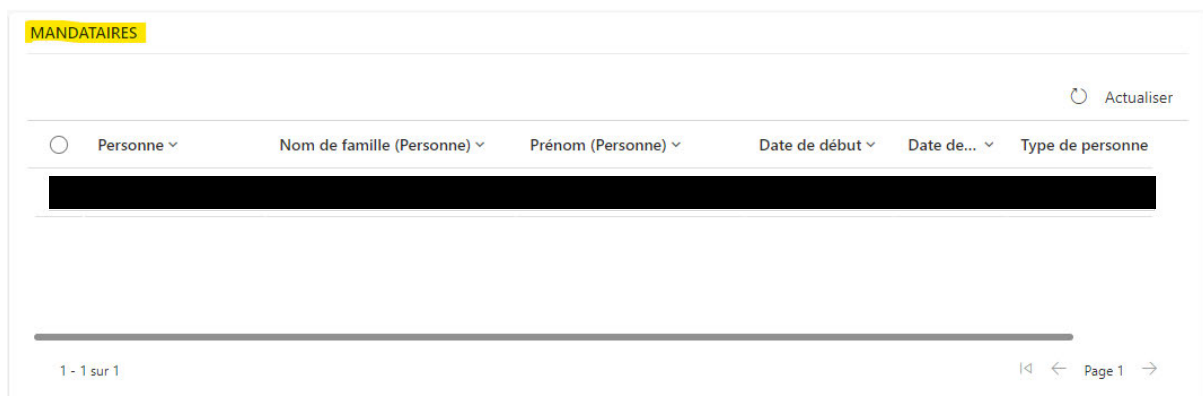 MANDATAIRES
Actualiser
Personne Nom de famille (Personne) Prénom (Personne) Date de début Date de... Type de personne
1 - 1 sur 1 Page 1